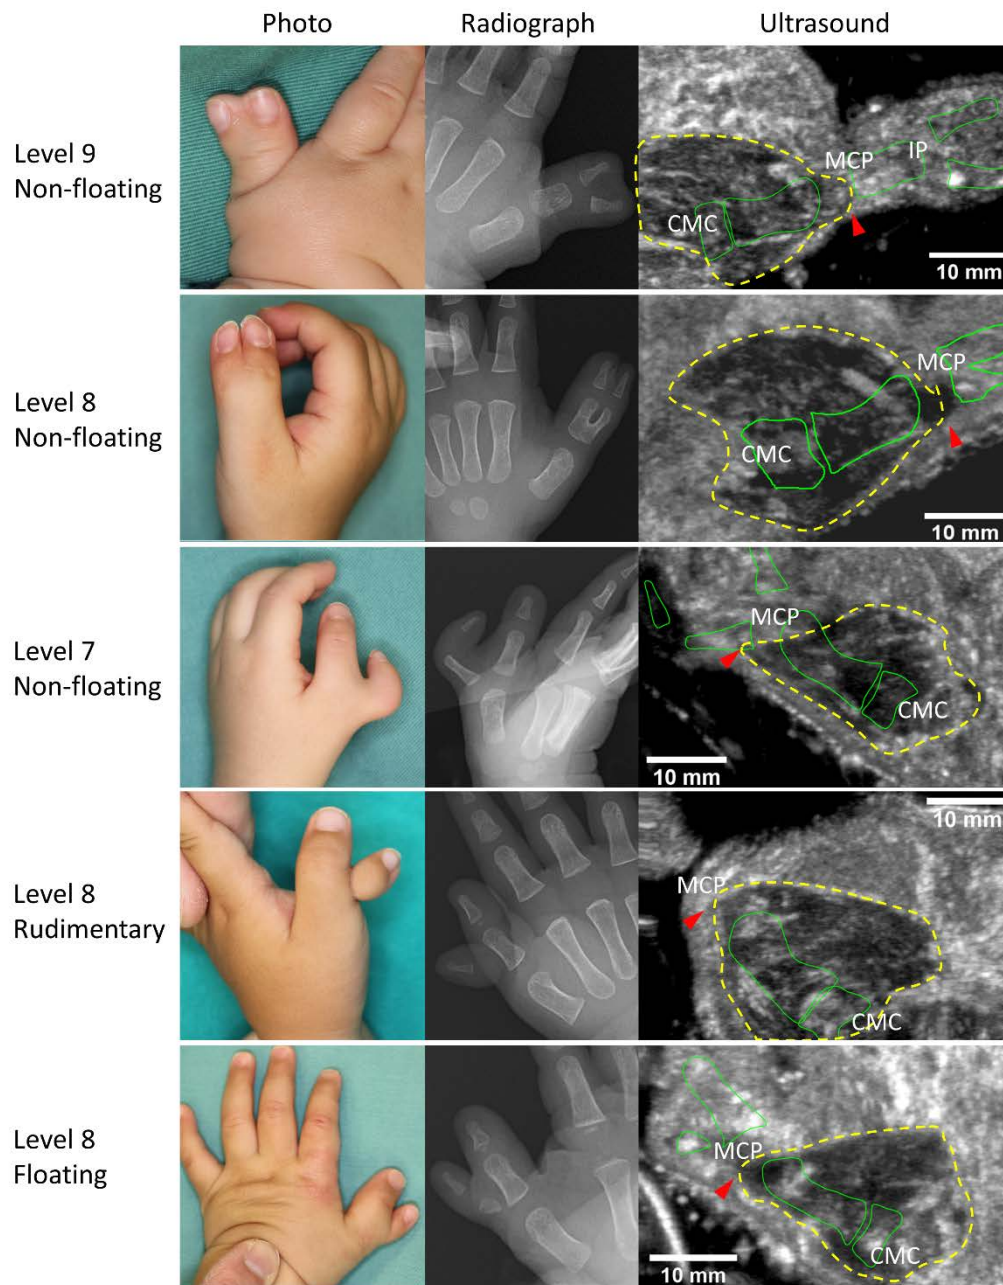 Photo Radiograph Ultrasound
Level 9
Non-floating
MCP IP
CMC
10 mm
Level 8
Non-floating
MCP
CMC
10 mm
Level 7
Non-floating
MCP
CMC
10 mm
Level 8
Rudimentary
10 mm
MCP
CMC
Level 8
Floating
MCP
CMC
10 mm